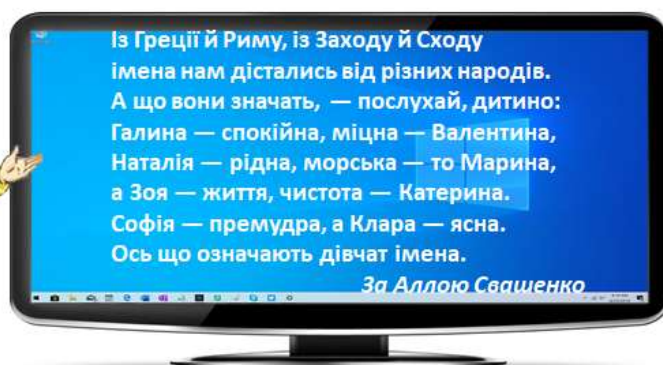 Із Греції й Риму, із Заходу й Сходу
імена нам дістались від різних народів.
А що вони значать, — послухай, дитино:
Галина — спокійна, міцна — Валентина,
Наталія — рідна, морська — то Марина,
а Зоя — життя, чистота — Катерина.
Софія — премудра, а Клара — ясна.
Ось що означають дівчат імена.
За Аллою Сващенко